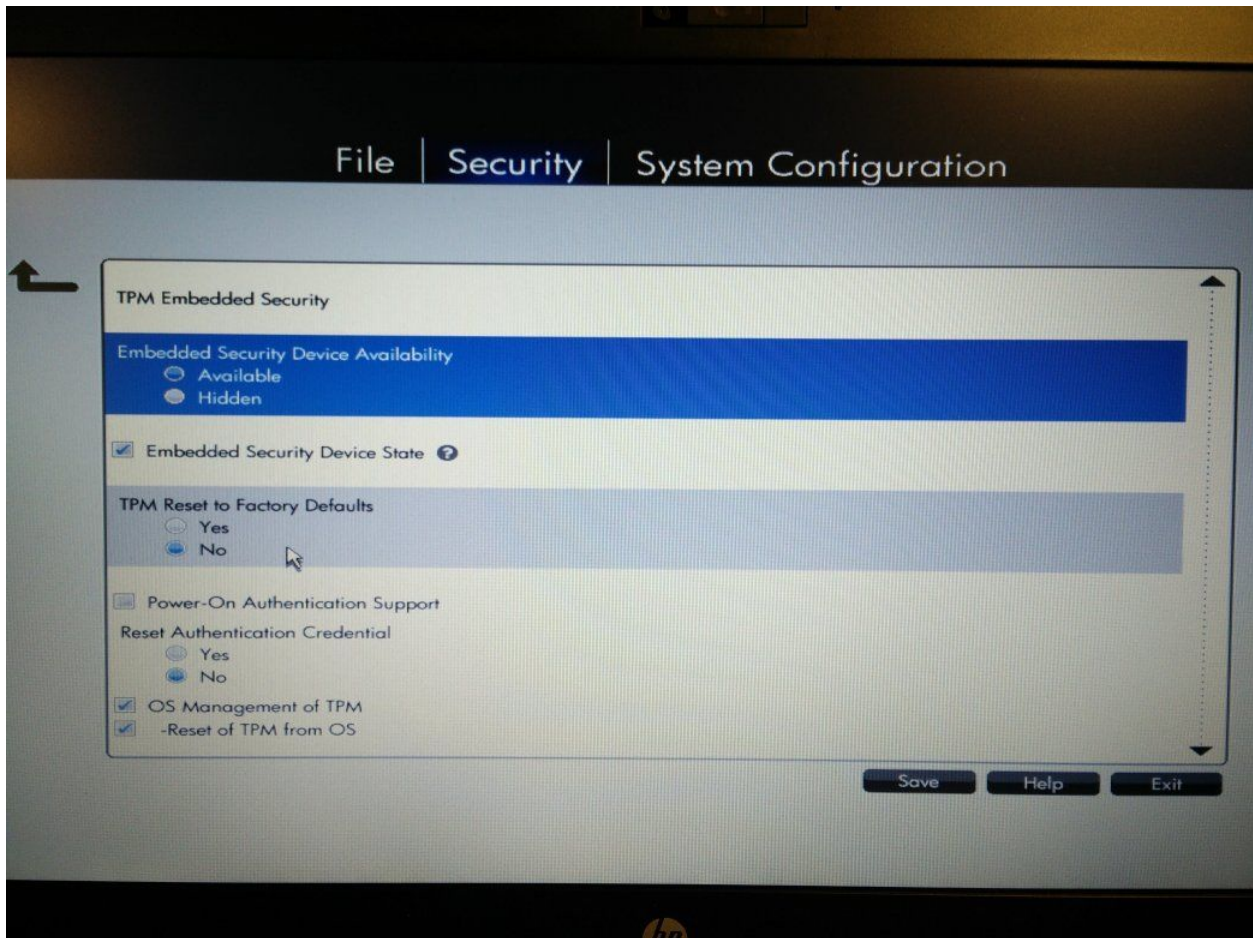 File
Security
System Configuration
TPM Embedded Security
Embedded Security Device Availability
Available
Hidden
Embedded Security Device State ?
TPM Reset to Factory Defaults
Yes
No
Power-On Authentication Support
Reset Authentication Credential
Yes
No
OS Management of TPM
-Reset of TPM from OS
Save
Help
Exit
hp